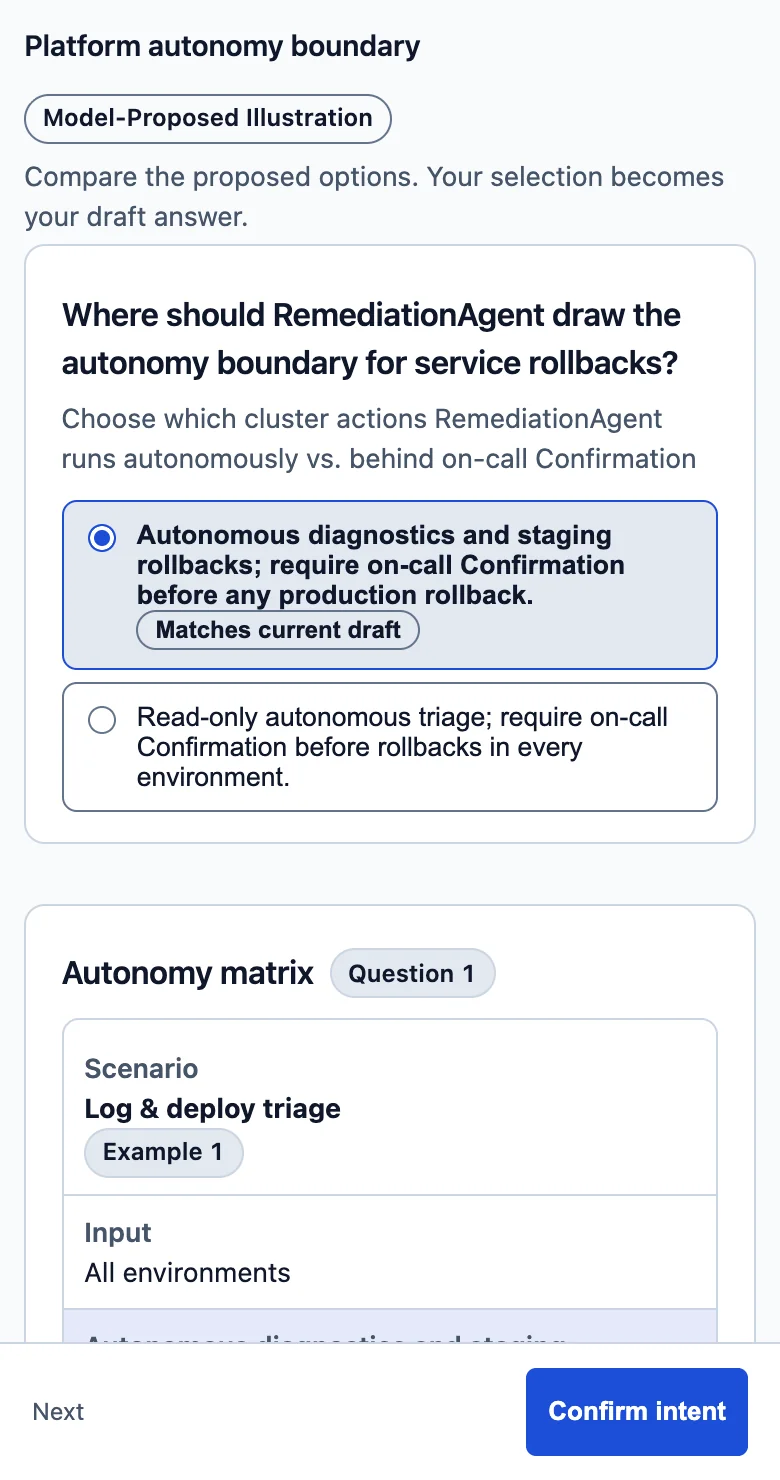 Platform autonomy boundary
Model-Proposed Illustration
Compare the proposed options. Your selection becomes
your draft answer.
Where should RemediationAgent draw the
autonomy boundary for service rollbacks?
Choose which cluster actions RemediationAgent
runs autonomously vs. behind on-call Confirmation
Autonomous diagnostics and staging
rollbacks; require on-call Confirmation
before any production rollback.
Matches current draft
Read-only autonomous triage; require on-call
Confirmation before rollbacks in every
environment.
Autonomy matrix Question 1
Scenario
Log & deploy triage
Example 1
Input
All environments
Autonomous diagnostics and staging
Next
Confirm intent